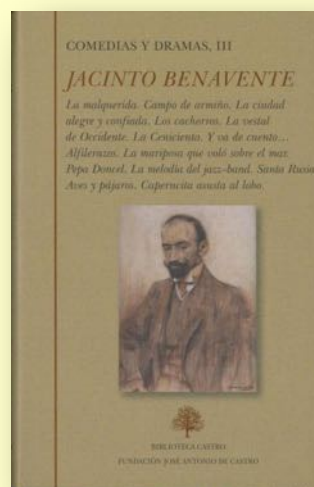 COMEDIAS Y DRAMAS, III
JACINTO BENAVENTE
La malquerida. Campo de armiño. La ciudad
alegre y confiada. Los cachorros. La vestal
de Occidente. La Cenicienta. Y va de cuento...
Alfilerazos. La mariposa que voló sobre el mar.
Pepa Doncel. La melodía del jazz-band. Santa Rusia
Aves y pájaros. Caperucita asusta al lobo.
BIBLIOTECA CASTRO
FUNDACIÓN JOSÉ ANTONIO DE CASTRO